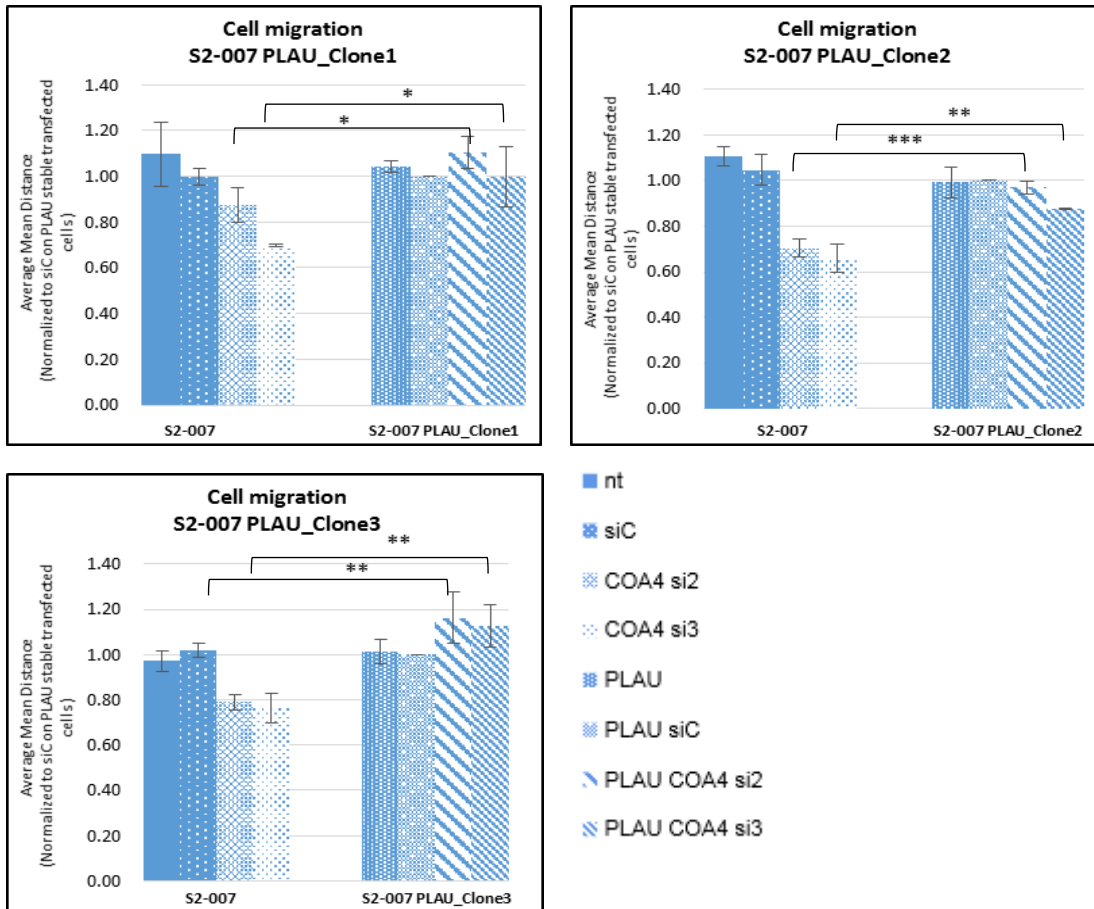 Cell migration
S2-007 PLAU_Clone1
Average Mean Distance
(Normalized to siC on PLAU stable transfected
cells)
1.40
1.20
1.00
0.80
0.60
0.40
0.20
0.00
*
*
S2-007
S2-007 PLAU_Clone1
Cell migration
S2-007 PLAU_Clone2
Average Mean Distance
(Normalized to siC on PLAU stable transfected
cells)
1.40
1.20
1.00
0.80
0.60
0.40
0.20
0.00
**
***
S2-007
S2-007 PLAU_Clone2
Cell migration
S2-007 PLAU_Clone3
Average Mean Distance
(Normalized to siC on PLAU stable transfected
cells)
1.40
1.20
1.00
0.80
0.60
0.40
0.20
0.00
**
**
S2-007
S2-007 PLAU_Clone3
nt
siC
COA4 si2
COA4 si3
PLAU
PLAU siC
PLAU COA4 si2
PLAU COA4 si3